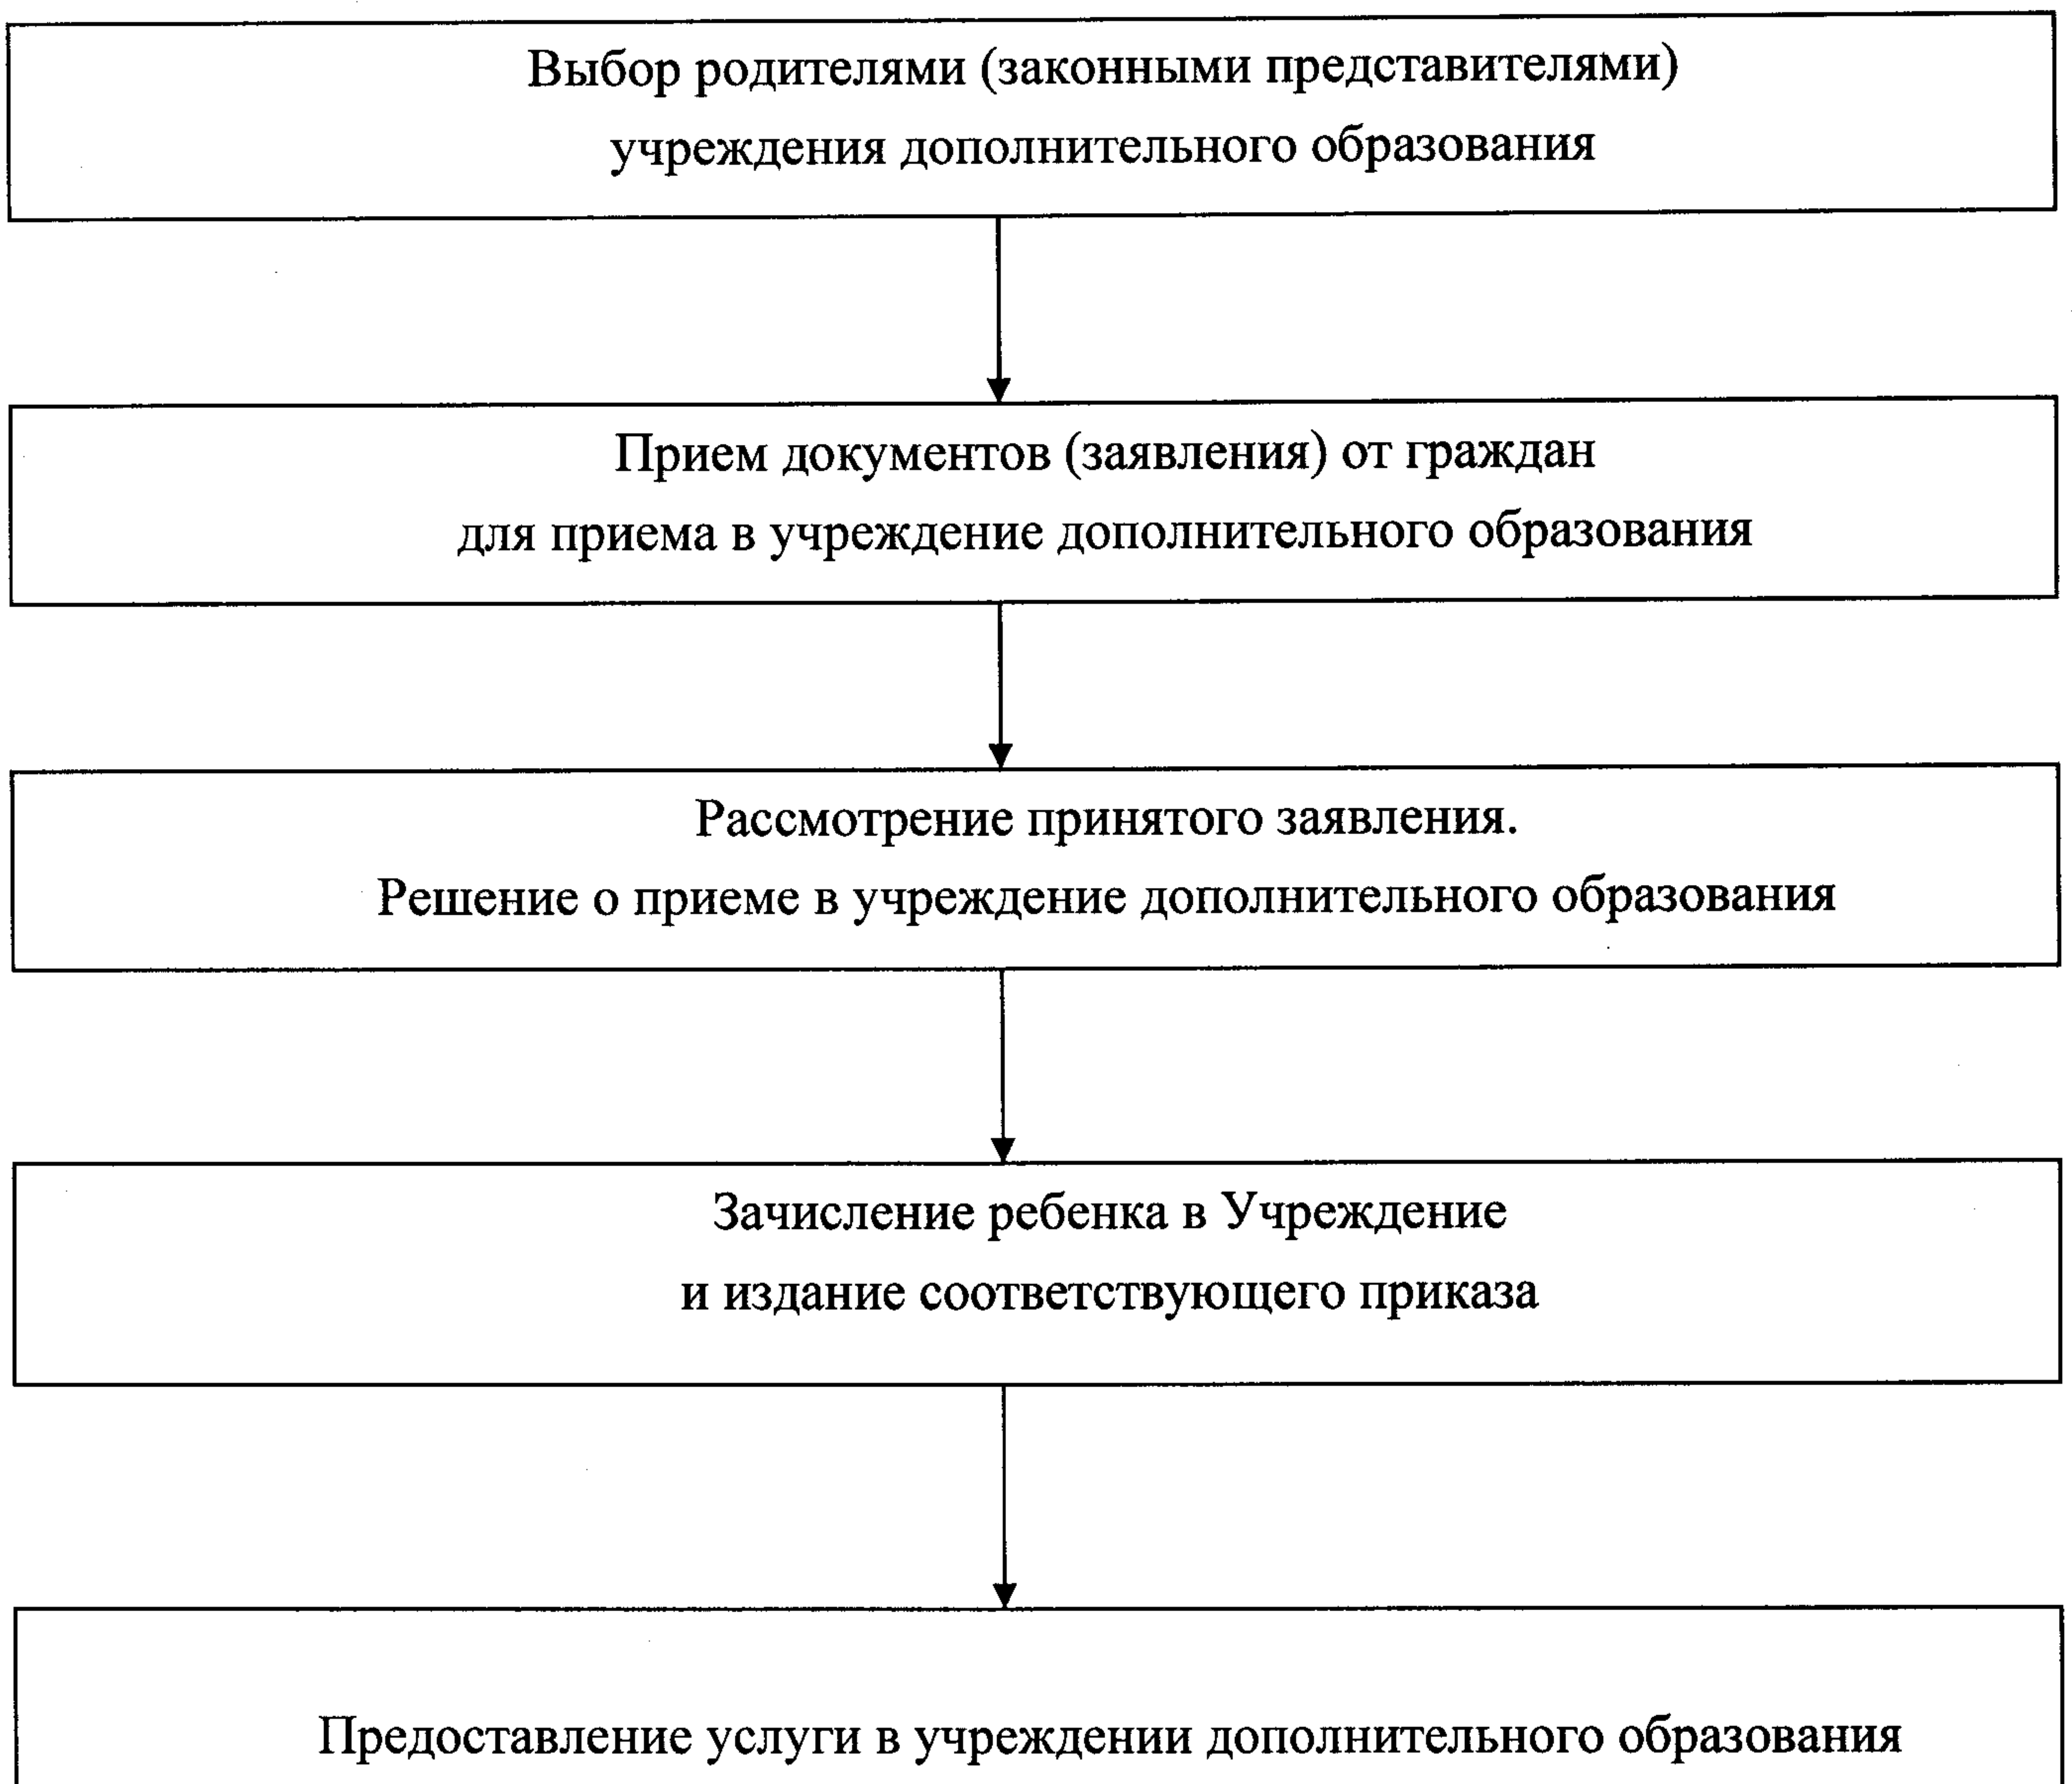 Выбор родителями (законными представителями)
учреждения дополнительного образования
Прием документов (заявления) от граждан
для приема в учреждение дополнительного образования
Рассмотрение принятого заявления.
Решение о приеме в учреждение дополнительного образования
Зачисление ребенка в Учреждение
и издание соответствующего приказа
Предоставление услуги в учреждении дополнительного образования